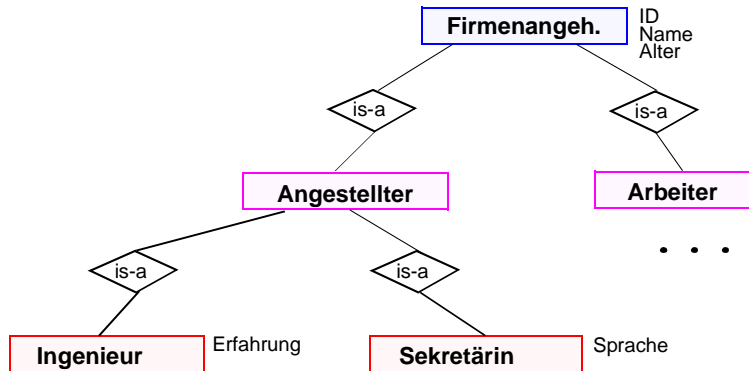 Firmenangeh.
ID
Name
Alter
is-a
is-a
Angestellter
Arbeiter
. . .
is-a
is-a
Ingenieur
Erfahrung
Sekretärin
Sprache